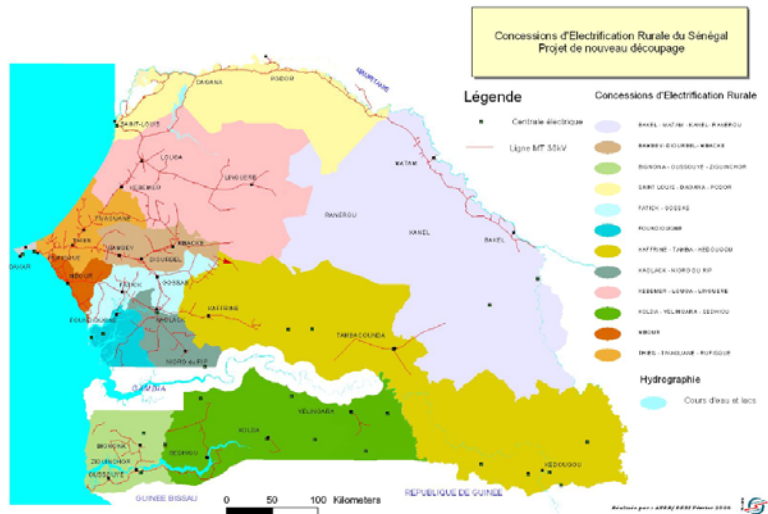 Concessions d'Electrification Rurale du Sénégal
Projet de nouveau découpage
Légende
Centrale électrique
Ligne MT 30kV
Concessions d'Electrification Rurale
BAKEL - MATAM - KANEL - RANEROU
BAMBEY - DIOURBEL - MBACKE
BIGNONA - OUSSOUYE - ZIGUINCHOR
SAINT LOUIS - DAGANA - PODOR
FATICK - GOSSAS
FOUNDIOUGNE
KAFFRINE - TAMBA - KEDOUGOU
KAOLACK - NIORO DU RIP
KEBEMER - LOUGA - LINGUERE
KOLDA - VELINGARA - SEDHIOU
MBOUR
THIES - TIVAOUANE - RUFISQUE
Hydrographie
Cours d'eau et lacs
MAURITANIE
DAGANA
PODOR
SAINT-LOUIS
LOUGA
LINGUERE
KEBEMER
MATAM
RANEROU
KANEL
BAKEL
TIVAOUANE
THIES
DAKAR
MBOUR
BAMBEY
MBACKE
DIOURBEL
FATICK
GOSSAS
FOUNDIOUGNE
KAOLACK
KAFFRINE
TAMBACOUNDA
NIORO du RIP
GAMBIA
VELINGARA
KOLDA
SEDHIOU
BIGNONA
ZIGUINCHOR
OUSSOUYE
KEDOUGOU
GUINEE BISSAU
REPUBLIQUE DE GUINEE
0 50 100 Kilometers